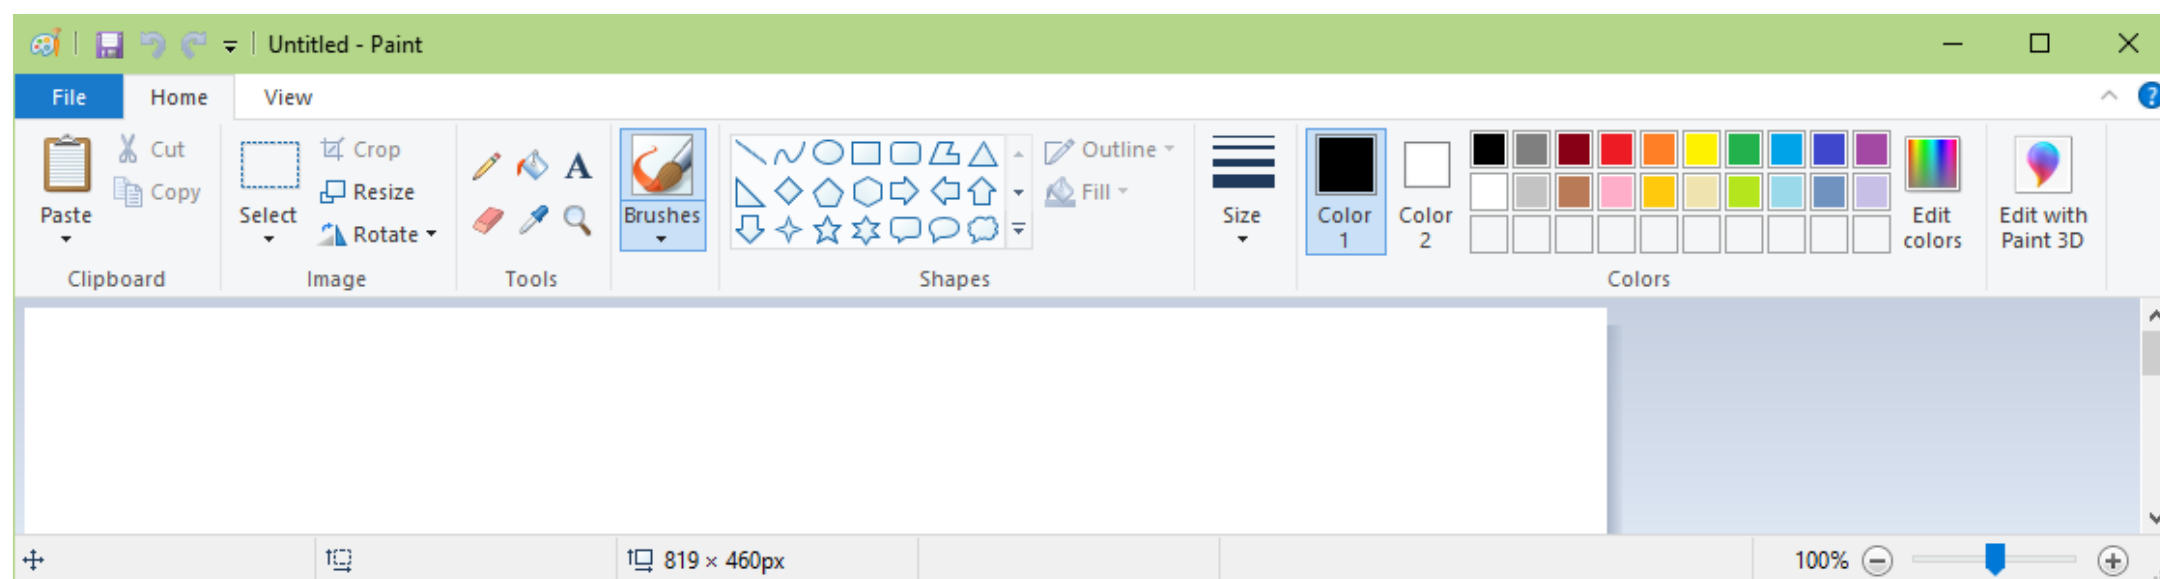 Untitled - Paint
File Home View
Cut Crop A Outline
Copy Resize Fill
Paste Select Rotate Brushes Size Color 1 Color 2 Edit colors Edit with Paint 3D
Clipboard Image Tools Shapes Colors
819 × 460px 100%